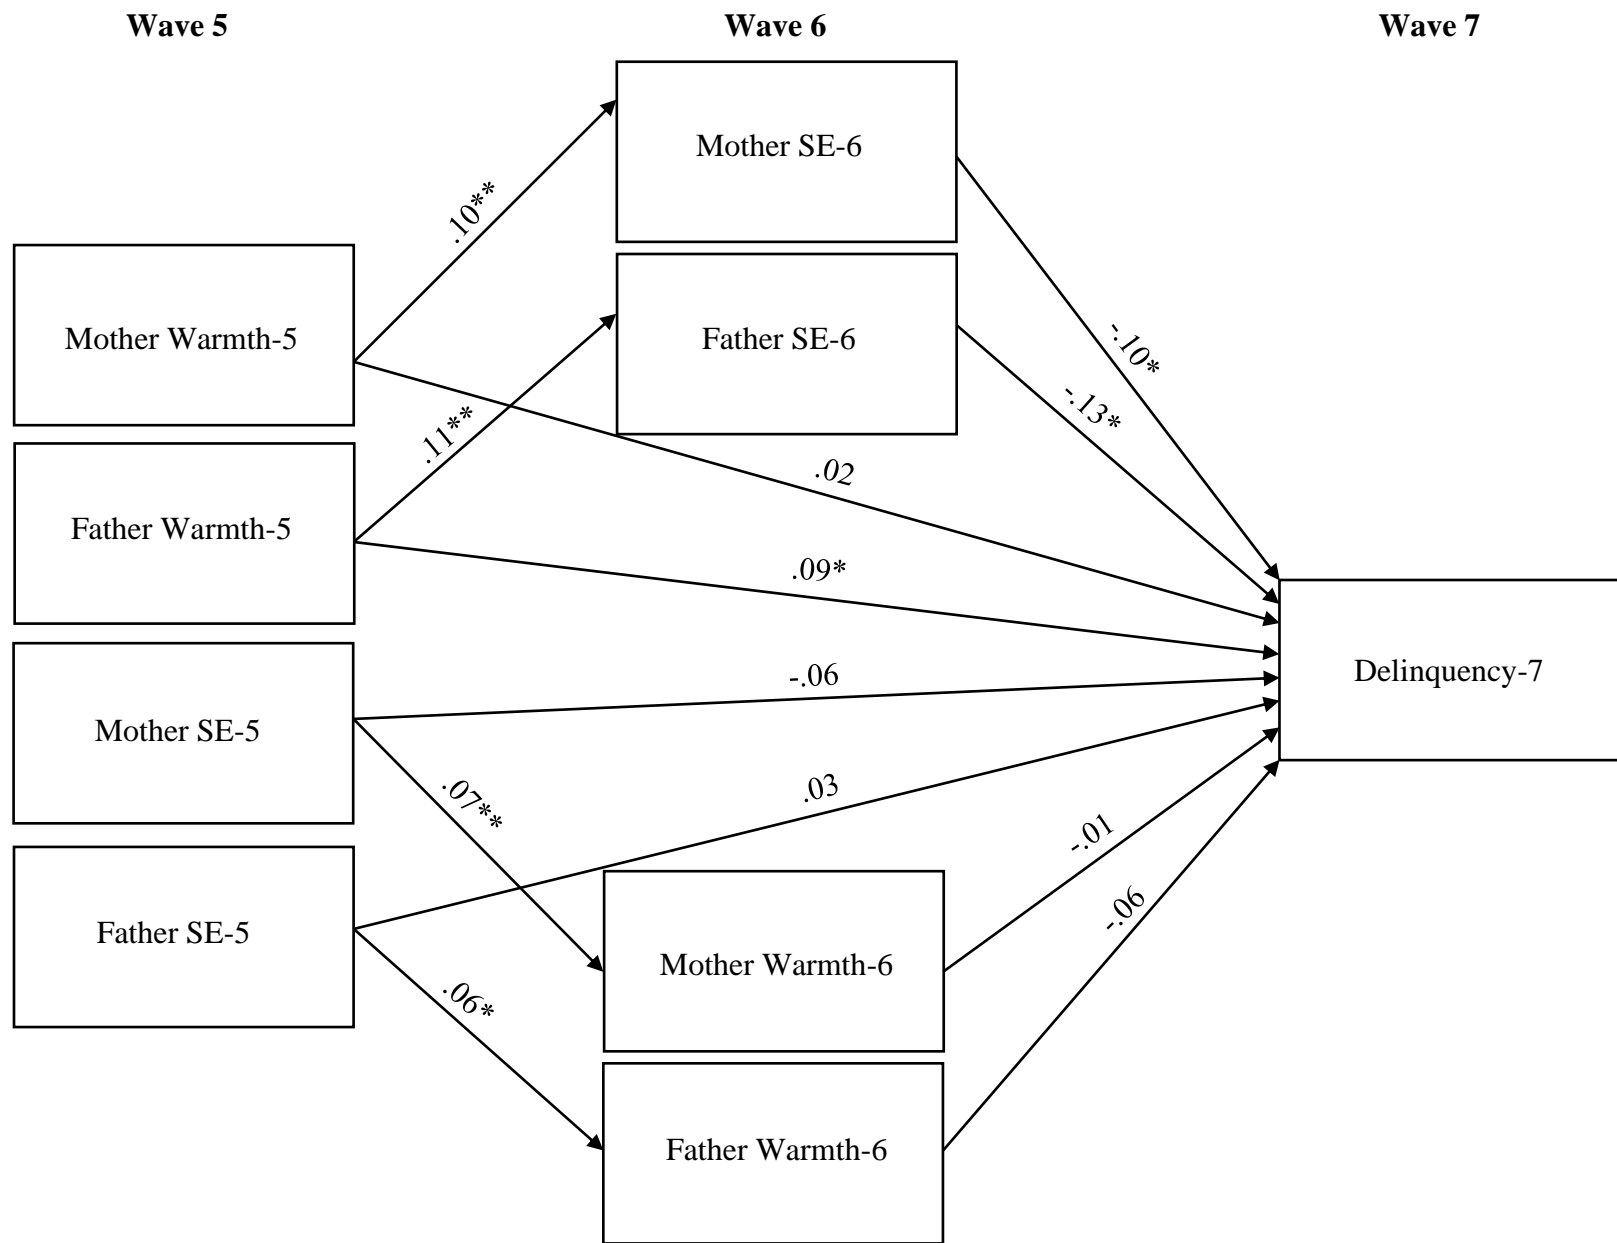 Wave 5
Wave 6
Wave 7
Mother SE-6
.10**
Mother Warmth-5
Father SE-6
-.10*
-.13*
.11**
.02
Father Warmth-5
.09*
Delinquency-7
-.06
Mother SE-5
.07**
.03
-.01
Father SE-5
-.06
Mother Warmth-6
.06*
Father Warmth-6